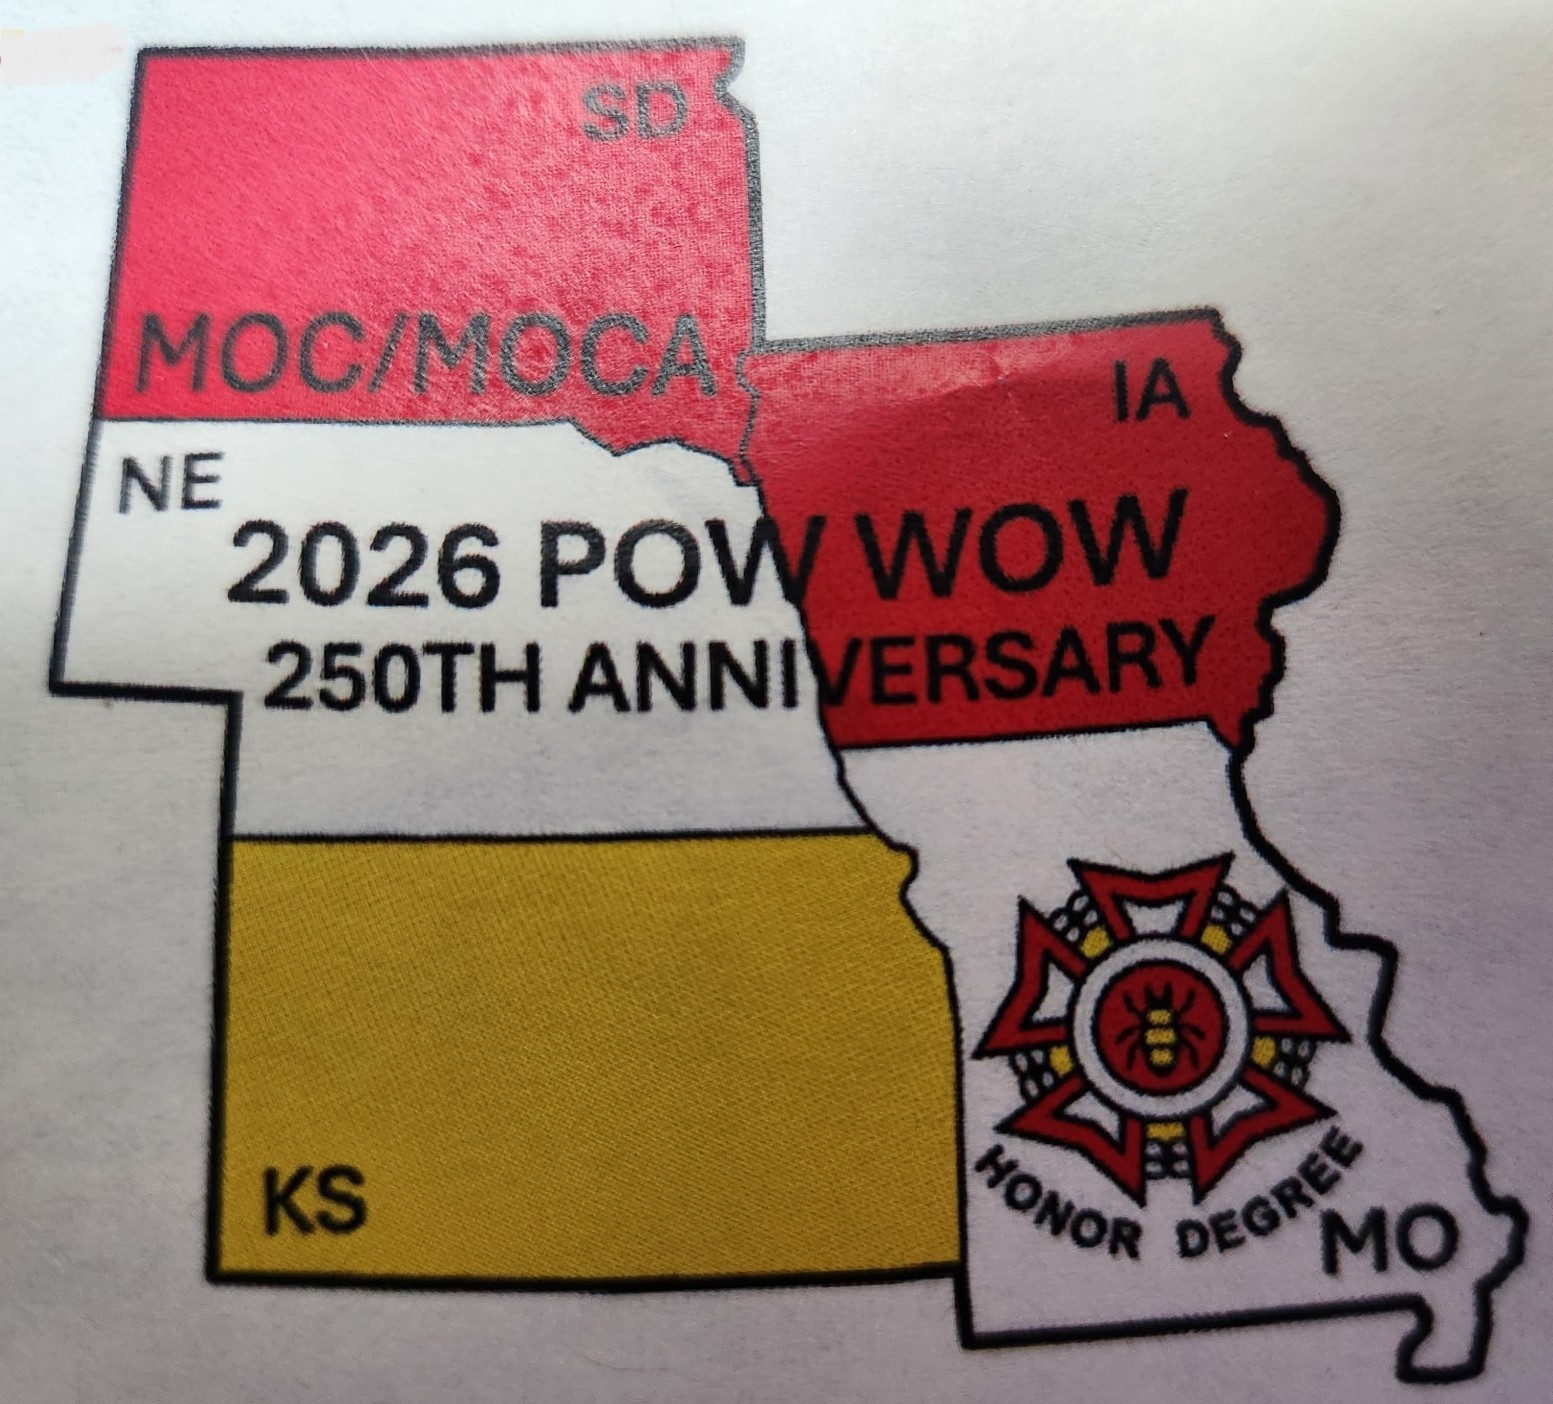 SD
MOC/MOCA
IA
NE
2026 POW WOW
250TH ANNIVERSARY
KS
HONOR DEGREE
MO